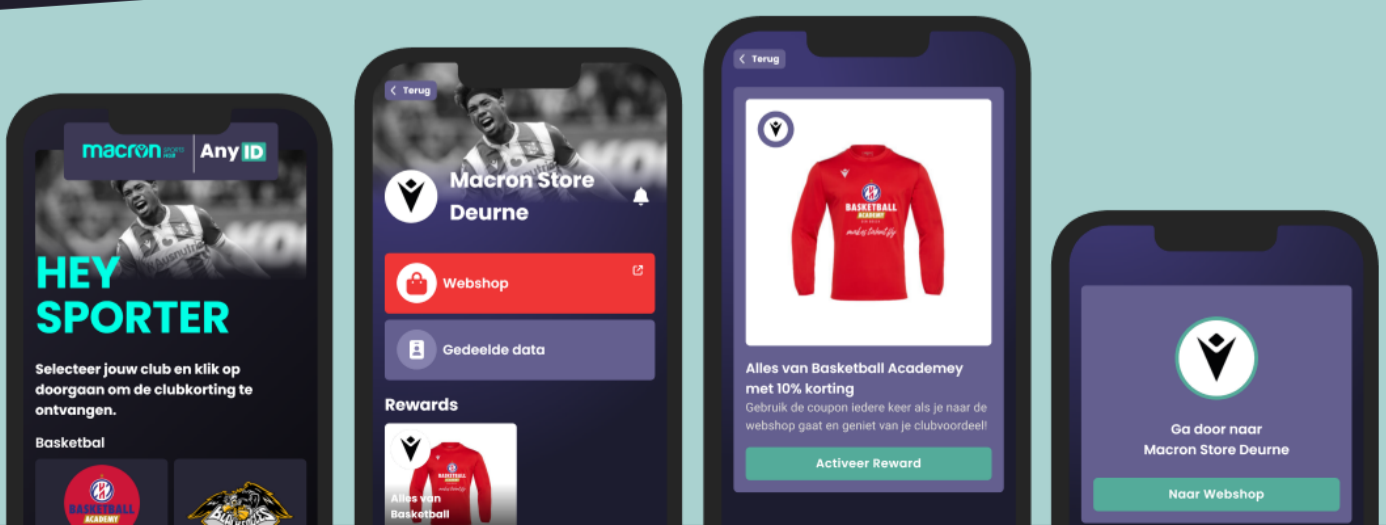 macron SPORTS HUB
Any ID
HEY
SPORTER
Selecteer jouw club en klik op
doorgaan om de clubkorting te
ontvangen.
Basketbal
BASKETBALL
ACADEMY
Terug
Macron Store
Deurne
Webshop
Gedeelde data
Rewards
BASKETBALL
Alles van
Basketball
Terug
BASKETBALL
ACADEMY
Alles van Basketball Academey
met 10% korting
Gebruik de coupon iedere keer als je naar de
webshop gaat en geniet van je clubvoordeel!
Activeer Reward
Ga door naar
Macron Store Deurne
Naar Webshop